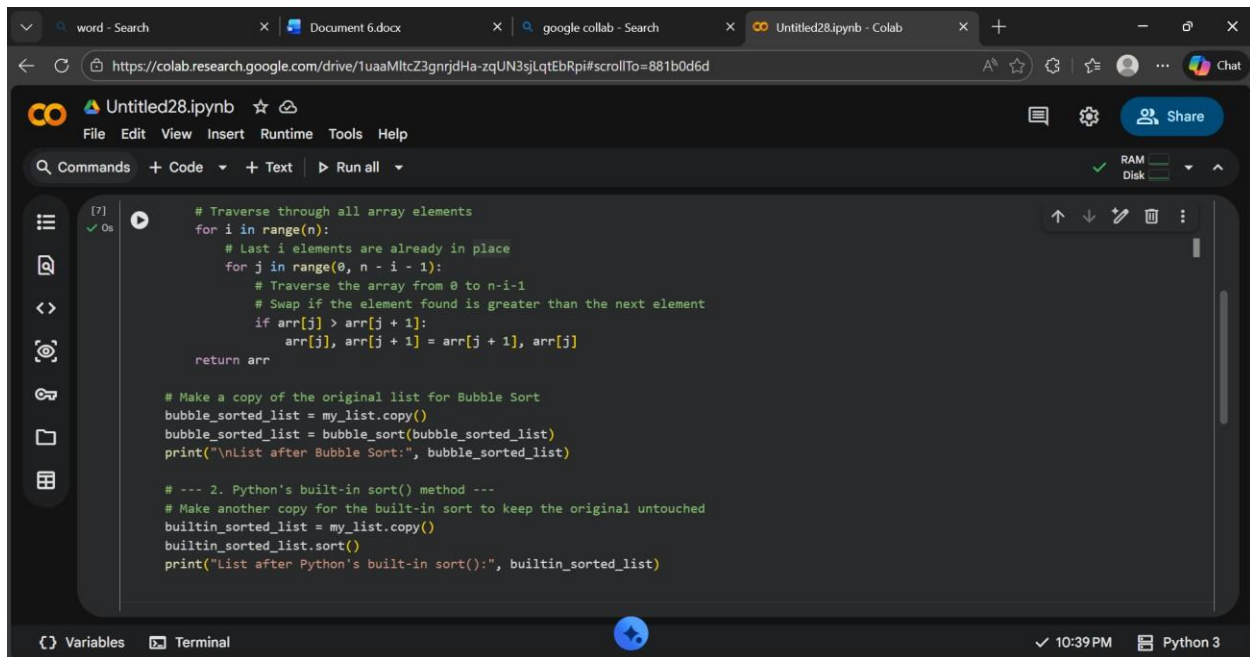 word - Search
Document 6.docx
google collab - Search
Untitled28.ipynb - Colab
https://colab.research.google.com/drive/1uaaMltcZ3gnrjdHa-zqUN3sjLqtEbRpi#scrollTo=881b0d6d
Chat
Untitled28.ipynb
Share
File Edit View Insert Runtime Tools Help
Commands + Code + Text Run all
RAM
Disk
[7]
0s
# Traverse through all array elements
for i in range(n):
# Last i elements are already in place
for j in range(0, n - i - 1):
# Traverse the array from 0 to n-i-1
# Swap if the element found is greater than the next element
if arr[j] > arr[j + 1]:
arr[j], arr[j + 1] = arr[j + 1], arr[j]
return arr
# Make a copy of the original list for Bubble Sort
bubble_sorted_list = my_list.copy()
bubble_sorted_list = bubble_sort(bubble_sorted_list)
print("\nList after Bubble Sort:", bubble_sorted_list)
# --- 2. Python's built-in sort() method ---
# Make another copy for the built-in sort to keep the original untouched
builtin_sorted_list = my_list.copy()
builtin_sorted_list.sort()
print("List after Python's built-in sort():", builtin_sorted_list)
{} Variables Terminal
10:39 PM Python 3